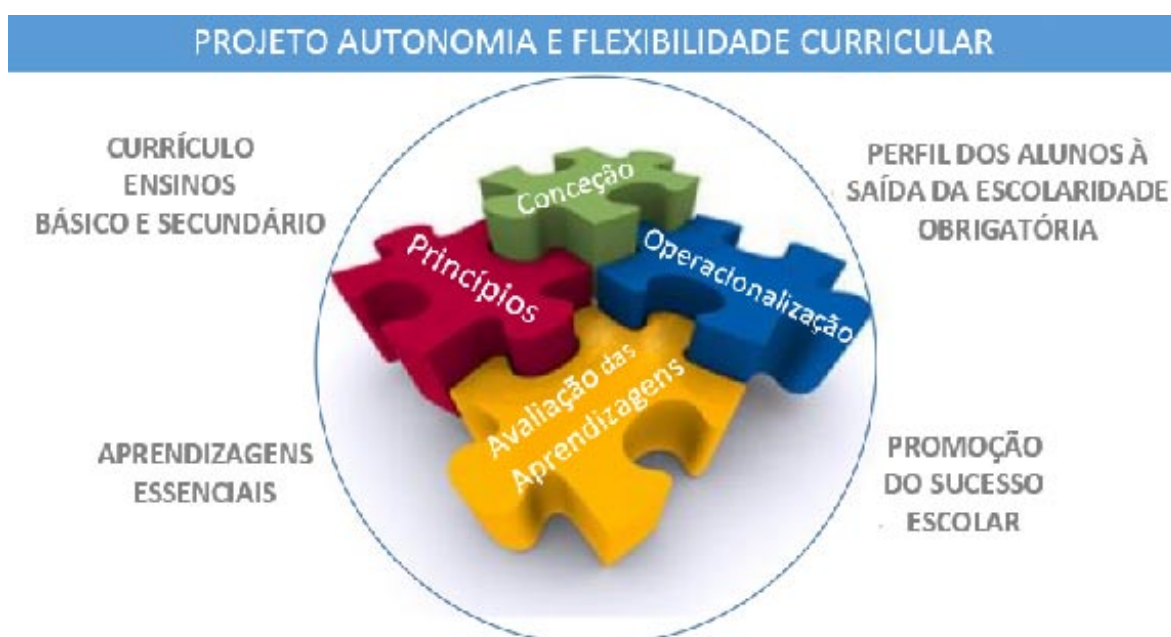 PROJETO AUTONOMIA E FLEXIBILIDADE CURRICULAR
CURRÍCULO
ENSINOS
BÁSICO E SECUNDÁRIO
PERFIL DOS ALUNOS À
SAÍDA DA ESCOLARIDADE
OBRIGATÓRIA
Conceção
Princípios
Operacionalização
Avaliação das
Aprendizagens
APRENDIZAGENS
ESSENCIAIS
PROMOÇÃO
DO SUCESSO
ESCOLAR